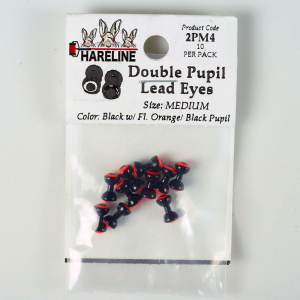 Product Code
2PM4
10
PER PACK
HARELINE
Double Pupil
Lead Eyes
Size: MEDIUM
Color: Black w/ Fl. Orange/ Black Pupil